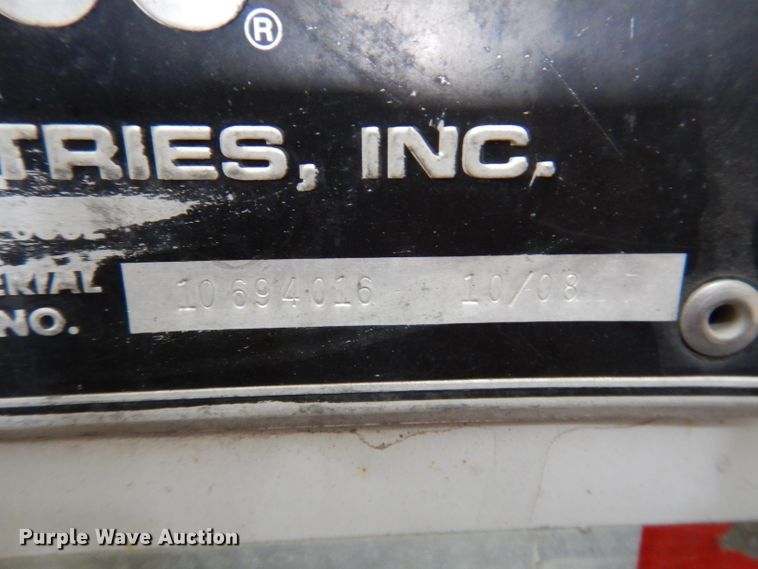 ®
TRIES, INC.
ERIAL
NO.
10694016 10/08
Purple Wave Auction